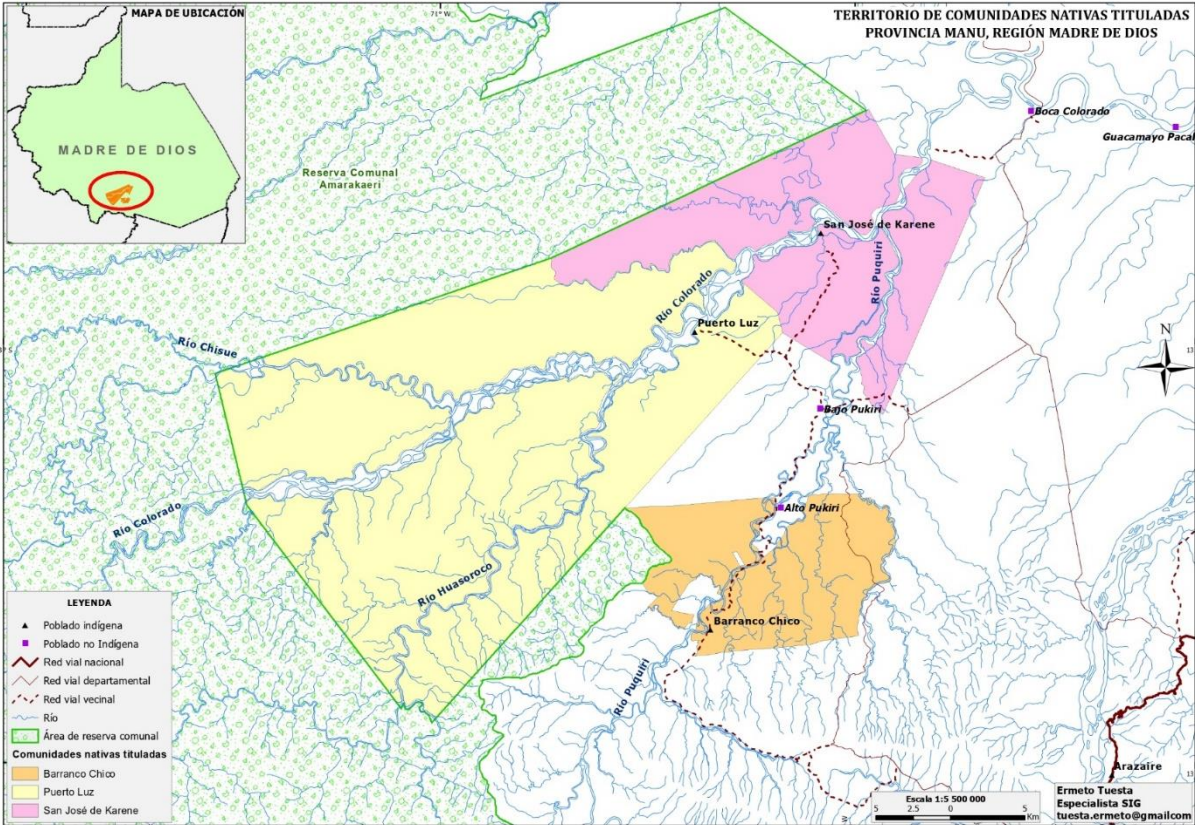 MAPA DE UBICACIÓN
MADRE DE DIOS
71° W
TERRITORIO DE COMUNIDADES NATIVAS TITULADAS
PROVINCIA MANU, REGIÓN MADRE DE DIOS
Boca Colorado
Guacamayo Pacal
Reserva Comunal
Amarakaeri
San José de Karene
Río Puquiri
Río Colorado
Puerto Luz
N
Río Chisue
Bajo Pukiri
Río Colorado
Alto Pukiri
Río Huasoroco
Barranco Chico
Río Puquiri
Arazaire
LEYENDA
Poblado indígena
Poblado no Indígena
Red vial nacional
Red vial departamental
Red vial vecinal
Río
Área de reserva comunal
Comunidades nativas tituladas
Barranco Chico
Puerto Luz
San José de Karene
Escala 1:5 500 000
5 2.5 0 5
Km
Ermeto Tuesta
Especialista SIG
tuesta.ermeto@gmailcom